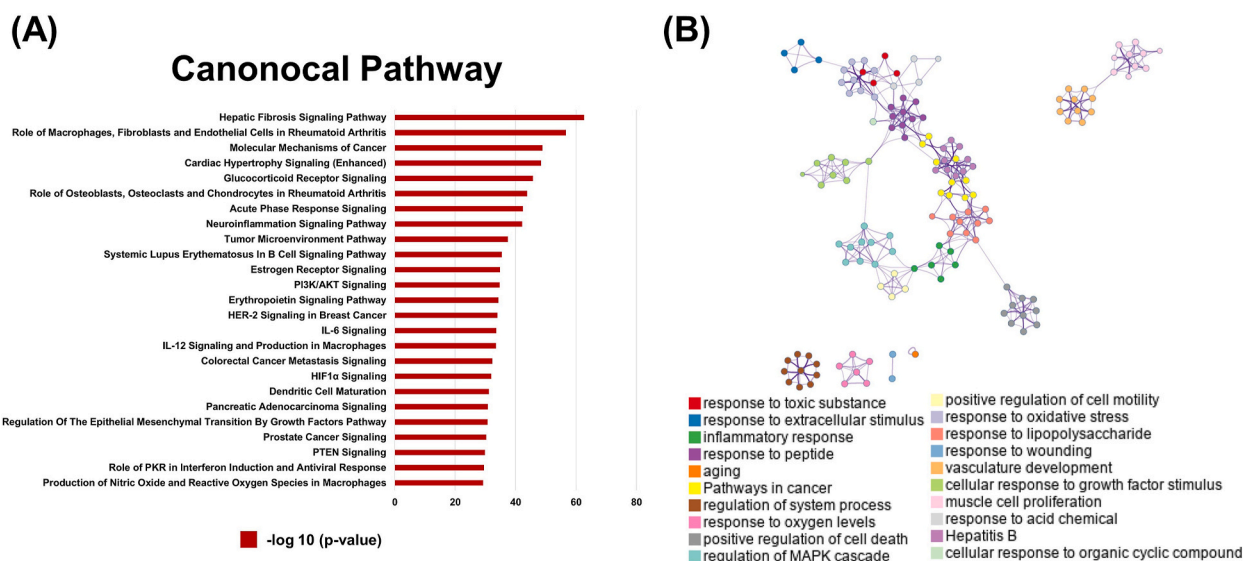 (A)
Canonocal Pathway
Hepatic Fibrosis Signaling Pathway
Role of Macrophages, Fibroblasts and Endothelial Cells in Rheumatoid Arthritis
Molecular Mechanisms of Cancer
Cardiac Hypertrophy Signaling (Enhanced)
Glucocorticoid Receptor Signaling
Role of Osteoblasts, Osteoclasts and Chondrocytes in Rheumatoid Arthritis
Acute Phase Response Signaling
Neuroinflammation Signaling Pathway
Tumor Microenvironment Pathway
Systemic Lupus Erythematosus In B Cell Signaling Pathway
Estrogen Receptor Signaling
PI3K/AKT Signaling
Erythropoietin Signaling Pathway
HER-2 Signaling in Breast Cancer
IL-6 Signaling
IL-12 Signaling and Production in Macrophages
Colorectal Cancer Metastasis Signaling
HIF1α Signaling
Dendritic Cell Maturation
Pancreatic Adenocarcinoma Signaling
Regulation Of The Epithelial Mesenchymal Transition By Growth Factors Pathway
Prostate Cancer Signaling
PTEN Signaling
Role of PKR in Interferon Induction and Antiviral Response
Production of Nitric Oxide and Reactive Oxygen Species in Macrophages
0 20 40 60 80
-log 10 (p-value)
(B)
response to toxic substance
response to extracellular stimulus
inflammatory response
response to peptide
aging
Pathways in cancer
regulation of system process
response to oxygen levels
positive regulation of cell death
regulation of MAPK cascade
positive regulation of cell motility
response to oxidative stress
response to lipopolysaccharide
response to wounding
vasculature development
cellular response to growth factor stimulus
muscle cell proliferation
response to acid chemical
Hepatitis B
cellular response to organic cyclic compound